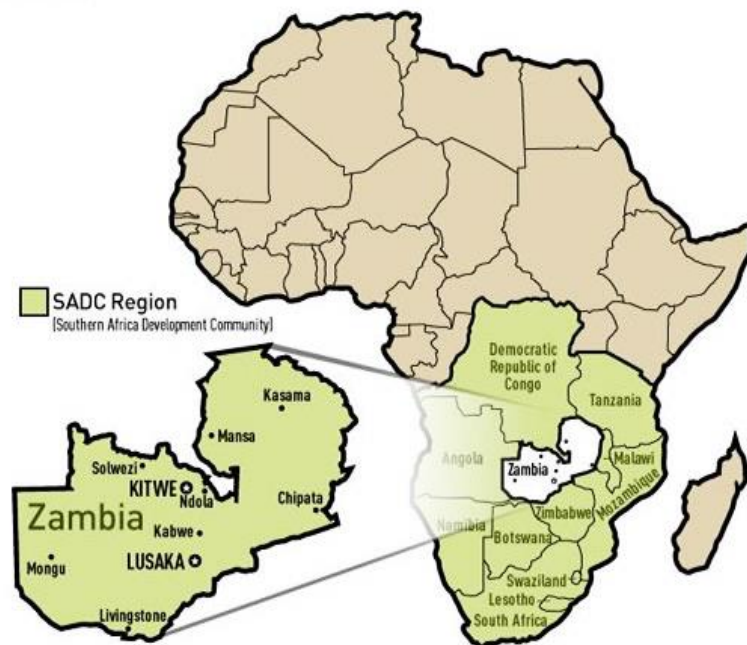 SADC Region
(Southern Africa Development Community)
Kasama
Mansa
Solwezi
KITWE
Ndola
Chipata
Zambia
Kabwe
Mongu
LUSAKA
Livingstone
Democratic
Republic of
Congo
Tanzania
Angola
Zambia
Malawi
Mozambique
Zimbabwe
Namibia
Botswana
Swaziland
Lesotho
South Africa